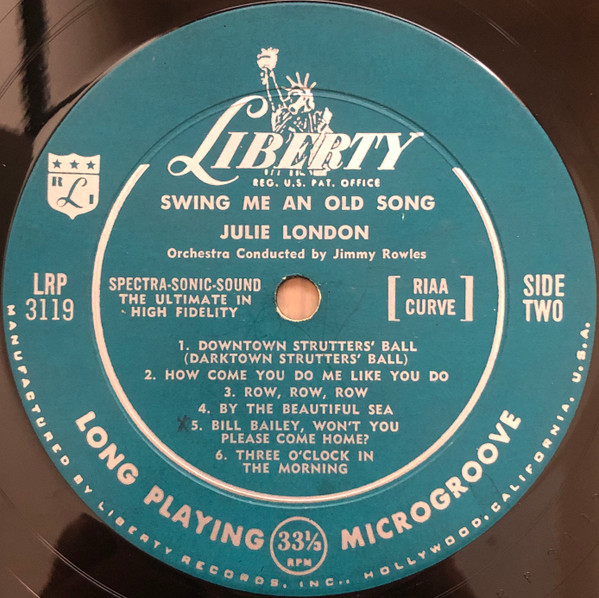 LIBERTY
REG. U.S. PAT. OFFICE
SWING ME AN OLD SONG
JULIE LONDON
Orchestra Conducted by Jimmy Rowles
R L I
LRP
3119
SPECTRA-SONIC-SOUND
THE ULTIMATE IN
HIGH FIDELITY
[ RIAA
CURVE ]
SIDE
TWO
1. DOWNTOWN STRUTTERS' BALL
(DARKTOWN STRUTTERS' BALL)
2. HOW COME YOU DO ME LIKE YOU DO
3. ROW, ROW, ROW
4. BY THE BEAUTIFUL SEA
X5. BILL BAILEY, WON'T YOU
PLEASE COME HOME?
6. THREE O'CLOCK IN
THE MORNING
LONG PLAYING 33⅓ RPM MICROGROOVE
MANUFACTURED BY LIBERTY RECORDS, INC., HOLLYWOOD, CALIFORNIA, U.S.A.